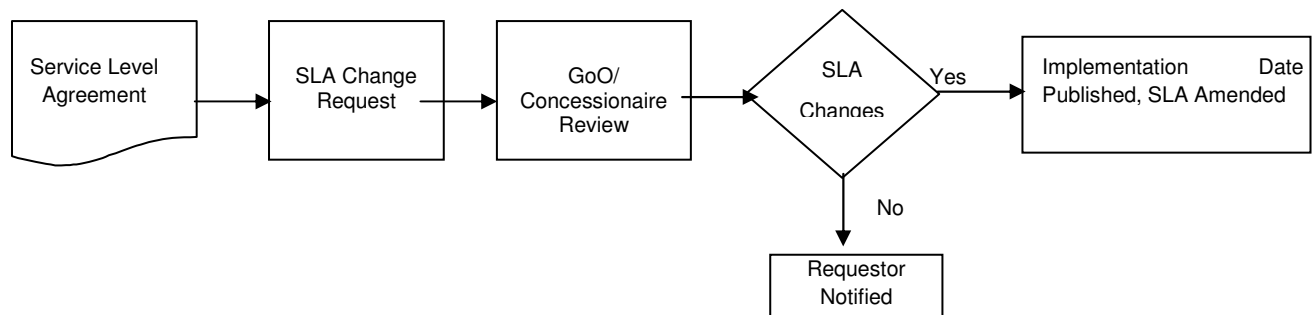 Service Level
Agreement
SLA Change
Request
GoO/
Concessionaire
Review
SLA
Changes
Yes
Implementation Date
Published, SLA Amended
No
Requestor
Notified